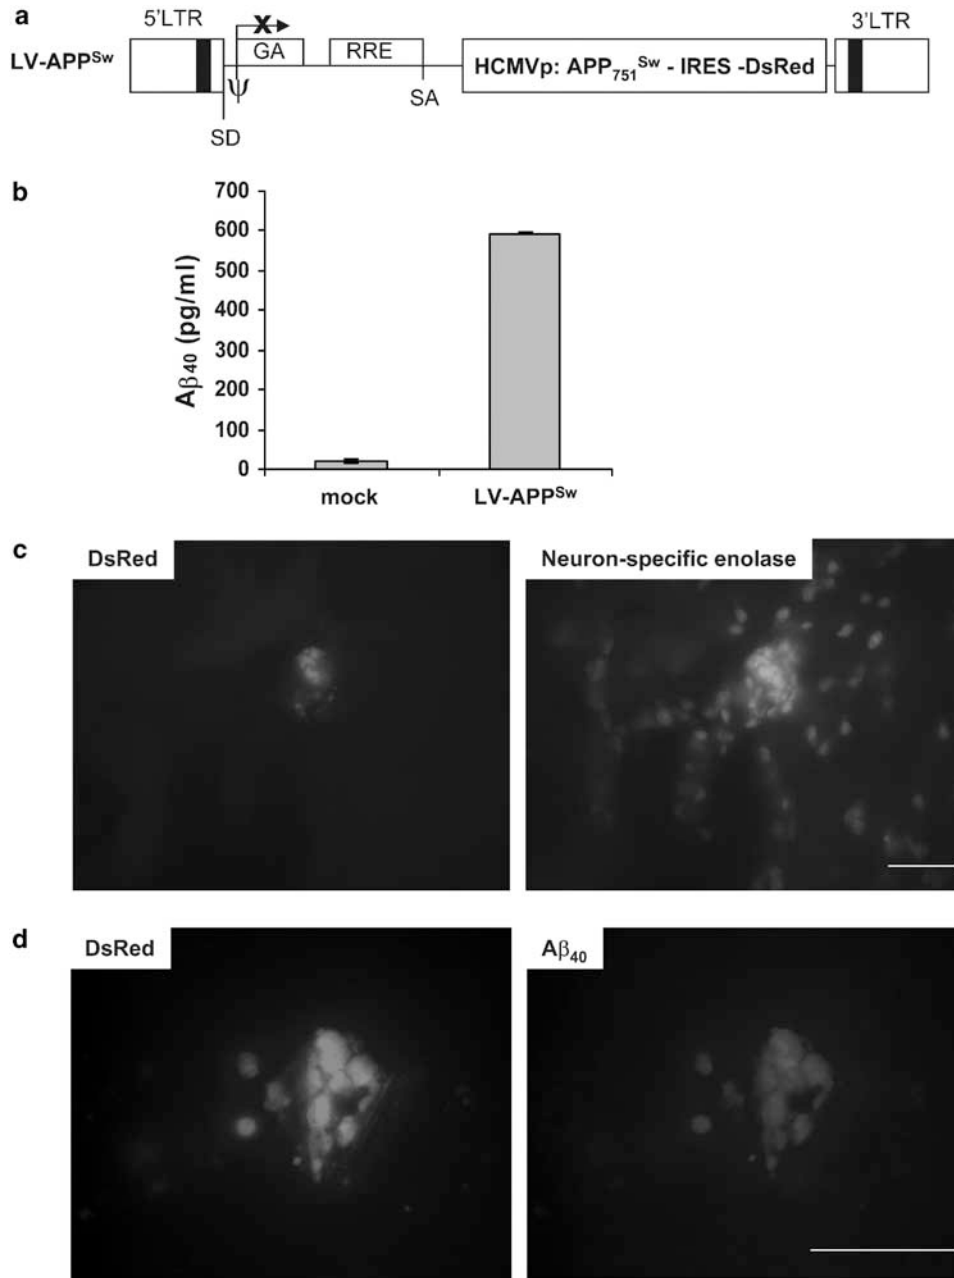 a
5'LTR
X
3'LTR
LV-APPSw
GA
RRE
HCMVp: APP751Sw - IRES -DsRed
Ψ
SA
SD
b
700
600
500
400
300
200
100
0
Aβ40 (pg/ml)
mock
LV-APPSw
c
DsRed
Neuron-specific enolase
d
DsRed
Aβ40